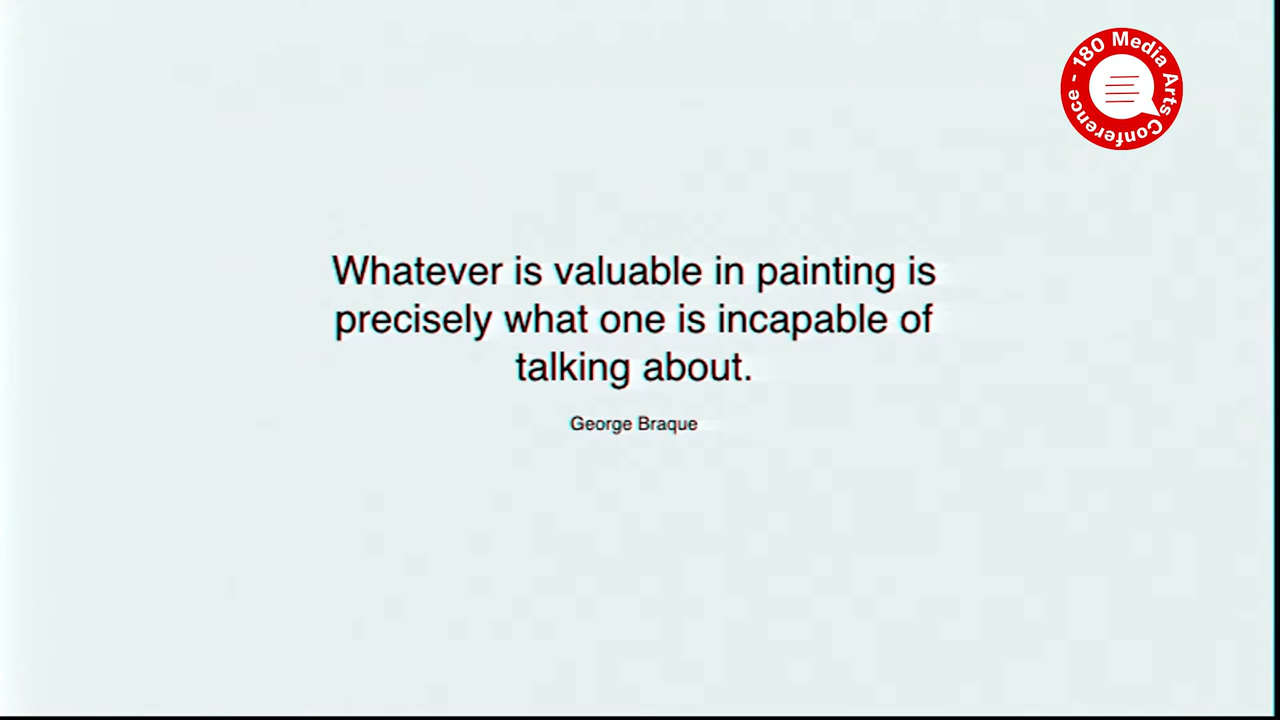 180 Media Arts Conference -
Whatever is valuable in painting is
precisely what one is incapable of
talking about.
George Braque